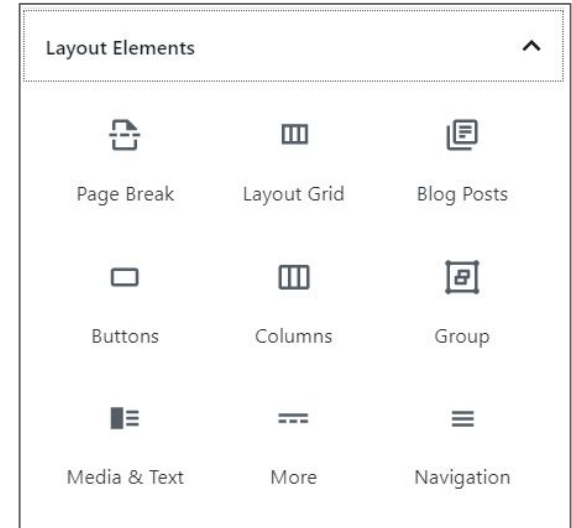 Layout Elements
Page Break Layout Grid Blog Posts
Buttons Columns Group
Media & Text More Navigation